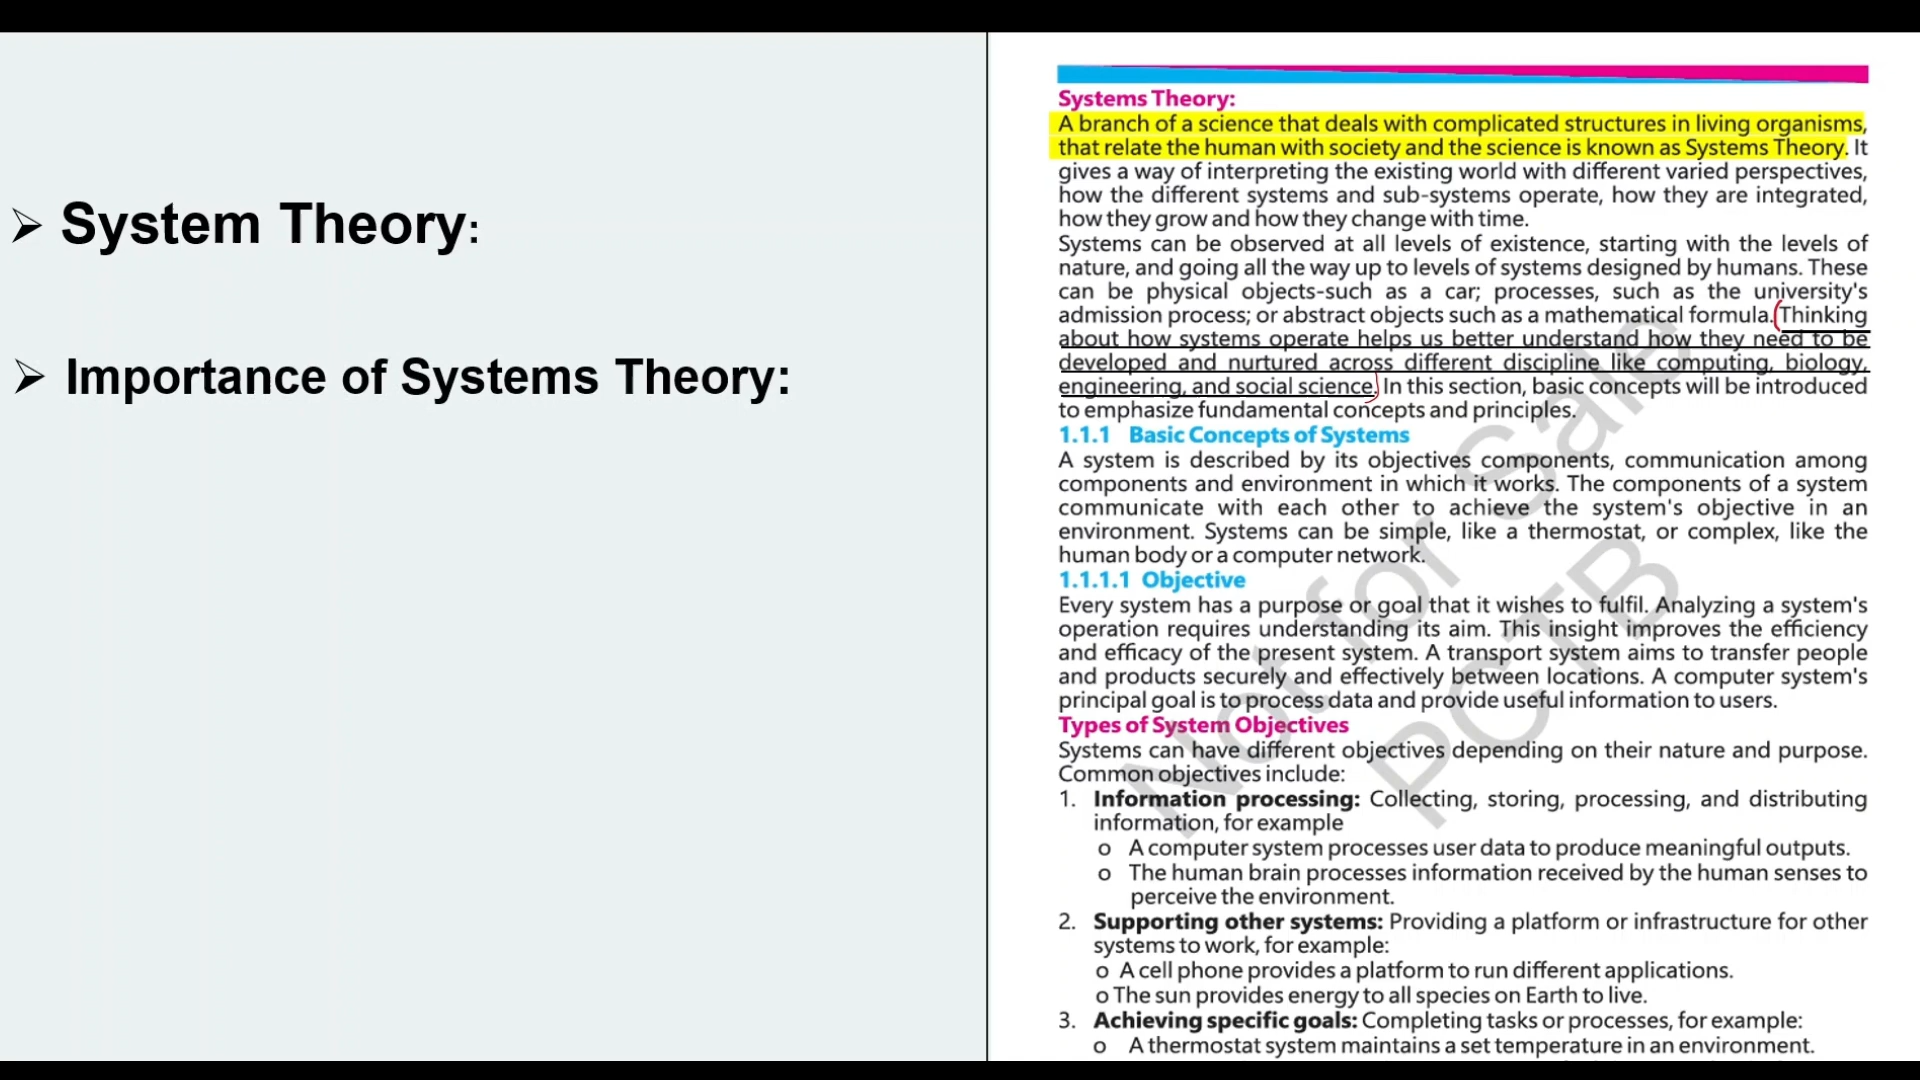 ➢ System Theory:
➢ Importance of Systems Theory:
Systems Theory:
A branch of a science that deals with complicated structures in living organisms,
that relate the human with society and the science is known as Systems Theory. It
gives a way of interpreting the existing world with different varied perspectives,
how the different systems and sub-systems operate, how they are integrated,
how they grow and how they change with time.
Systems can be observed at all levels of existence, starting with the levels of
nature, and going all the way up to levels of systems designed by humans. These
can be physical objects-such as a car; processes, such as the university's
admission process; or abstract objects such as a mathematical formula. (Thinking
about how systems operate helps us better understand how they need to be
developed and nurtured across different discipline like computing, biology,
engineering, and social science.) In this section, basic concepts will be introduced
to emphasize fundamental concepts and principles.
1.1.1 Basic Concepts of Systems
A system is described by its objectives components, communication among
components and environment in which it works. The components of a system
communicate with each other to achieve the system's objective in an
environment. Systems can be simple, like a thermostat, or complex, like the
human body or a computer network.
1.1.1.1 Objective
Every system has a purpose or goal that it wishes to fulfil. Analyzing a system's
operation requires understanding its aim. This insight improves the efficiency
and efficacy of the present system. A transport system aims to transfer people
and products securely and effectively between locations. A computer system's
principal goal is to process data and provide useful information to users.
Types of System Objectives
Systems can have different objectives depending on their nature and purpose.
Common objectives include:
1. Information processing: Collecting, storing, processing, and distributing
information, for example
o A computer system processes user data to produce meaningful outputs.
o The human brain processes information received by the human senses to
perceive the environment.
2. Supporting other systems: Providing a platform or infrastructure for other
systems to work, for example:
o A cell phone provides a platform to run different applications.
o The sun provides energy to all species on Earth to live.
3. Achieving specific goals: Completing tasks or processes, for example:
o A thermostat system maintains a set temperature in an environment.
Not for Sale
PCTB